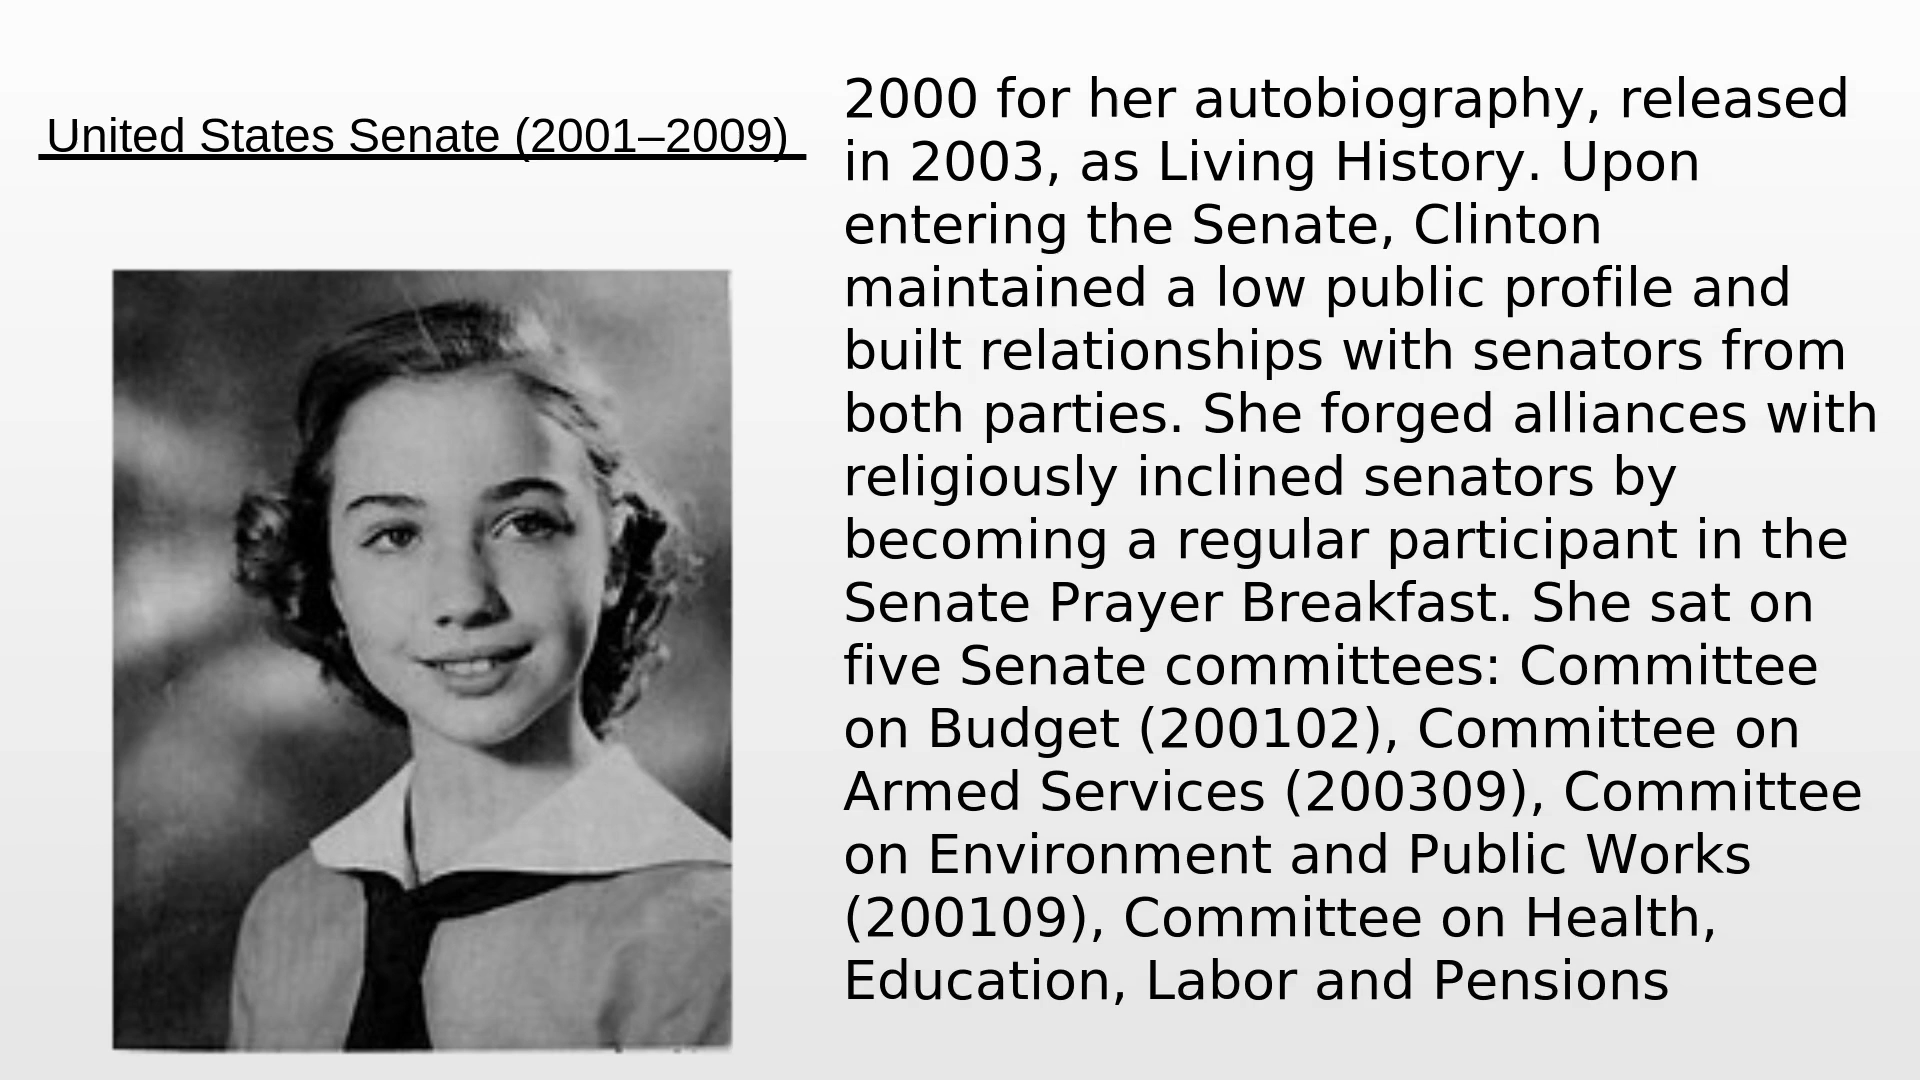 United States Senate (2001–2009)
2000 for her autobiography, released
in 2003, as Living History. Upon
entering the Senate, Clinton
maintained a low public profile and
built relationships with senators from
both parties. She forged alliances with
religiously inclined senators by
becoming a regular participant in the
Senate Prayer Breakfast. She sat on
five Senate committees: Committee
on Budget (200102), Committee on
Armed Services (200309), Committee
on Environment and Public Works
(200109), Committee on Health,
Education, Labor and Pensions